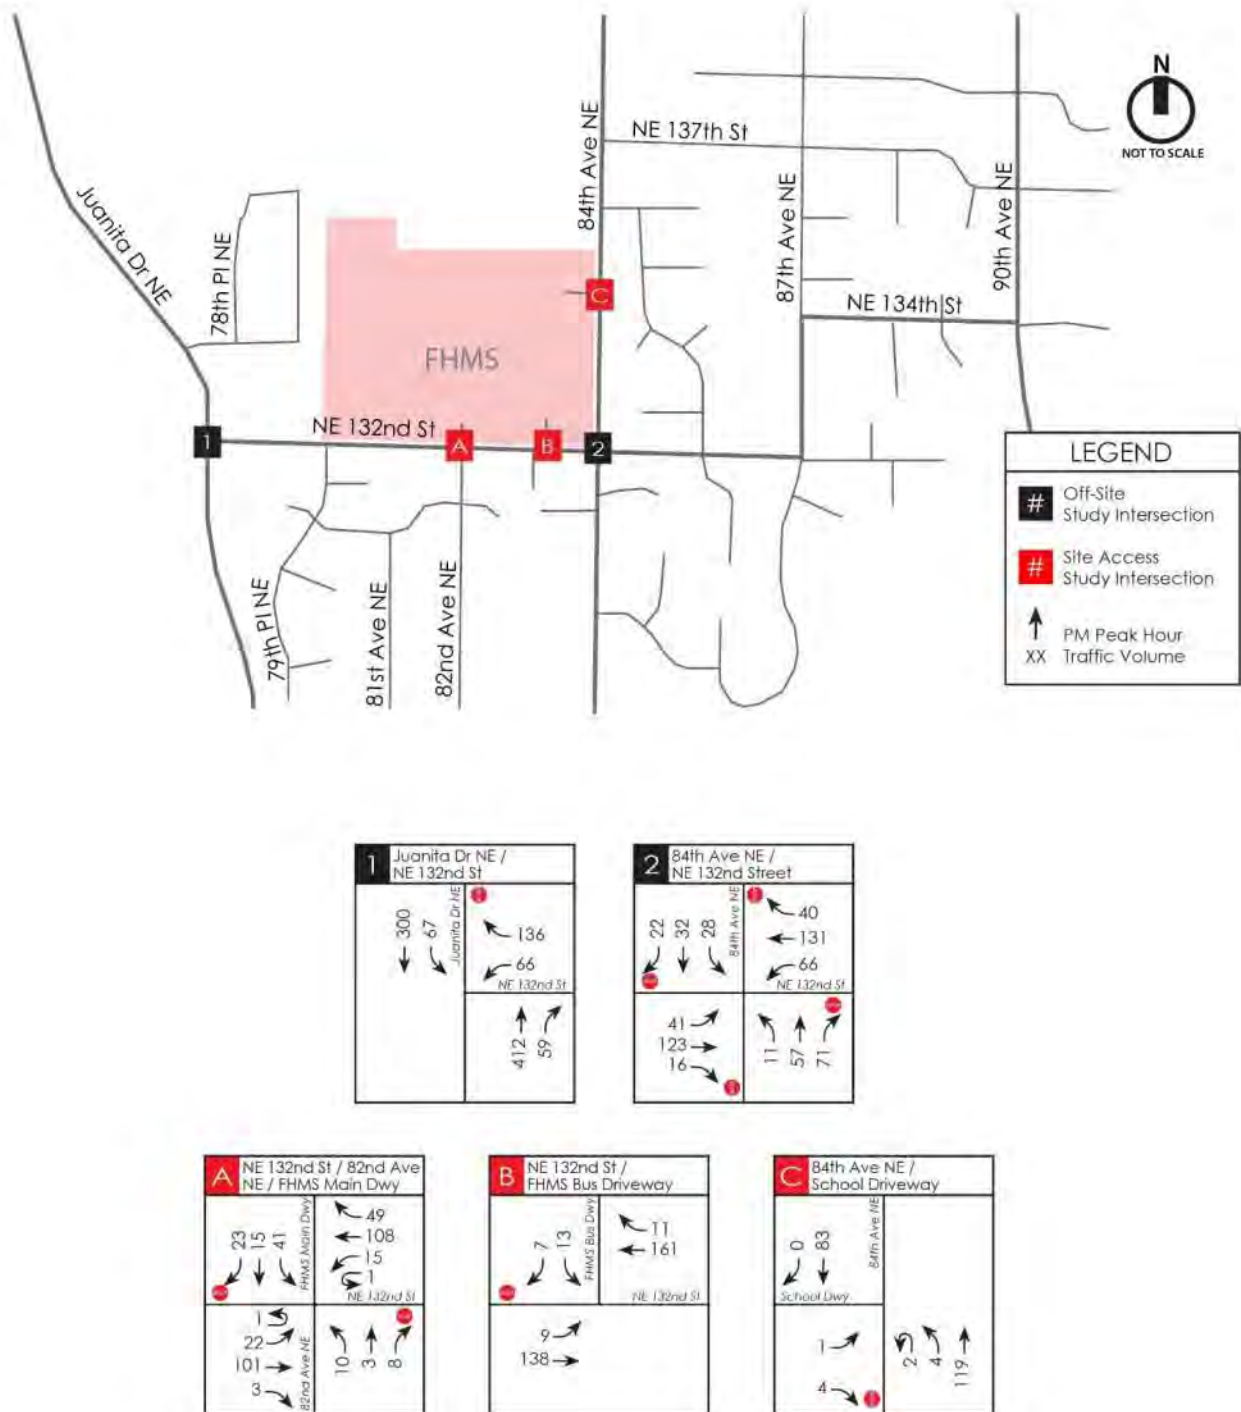 N
NOT TO SCALE
Juanita Dr NE
78th Pl NE
84th Ave NE
NE 137th St
87th Ave NE
90th Ave NE
NE 134th St
FHMS
C
NE 132nd St
1
A
B
2
79th Pl NE
81st Ave NE
82nd Ave NE
LEGEND
# Off-Site
Study Intersection
# Site Access
Study Intersection
PM Peak Hour
XX Traffic Volume
1 Juanita Dr NE /
NE 132nd St
300
67
Juanita Dr NE
136
66
NE 132nd St
412
59
2 84th Ave NE /
NE 132nd Street
22
32
28
84th Ave NE
40
131
66
NE 132nd St
41
123
16
11
57
71
A NE 132nd St / 82nd Ave
NE / FHMS Main Dwy
23
15
41
FHMS Main Dwy
49
108
15
1
NE 132nd St
1
22
101
3
82nd Ave NE
10
3
8
B NE 132nd St /
FHMS Bus Driveway
7
13
FHMS Bus Dwy
11
161
NE 132nd St
9
138
C 84th Ave NE /
School Driveway
0
83
84th Ave NE
School Dwy
1
4
2
4
119